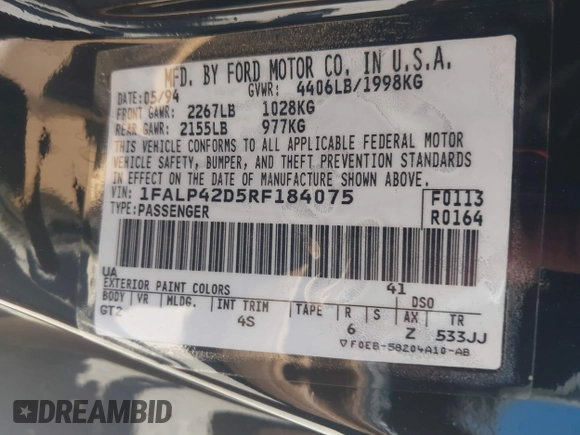 MFD. BY FORD MOTOR CO. IN U.S.A.
DATE: 05/94 GVWR: 4406LB/1998KG
FRONT GAWR: 2267LB 1028KG
REAR GAWR: 2155LB 977KG
THIS VEHICLE CONFORMS TO ALL APPLICABLE FEDERAL MOTOR
VEHICLE SAFETY, BUMPER, AND THEFT PREVENTION STANDARDS
IN EFFECT ON THE DATE OF MANUFACTURE SHOWN ABOVE.
VIN: 1FALP42D5RF184075 F0113
TYPE: PASSENGER R0164
UA 41
EXTERIOR PAINT COLORS DSO
BODY VR MLDG. INT TRIM TAPE R S AX TR
GT2 4S 6 Z 533JJ
▽F0EB-58204A10-AB
DREAMBID